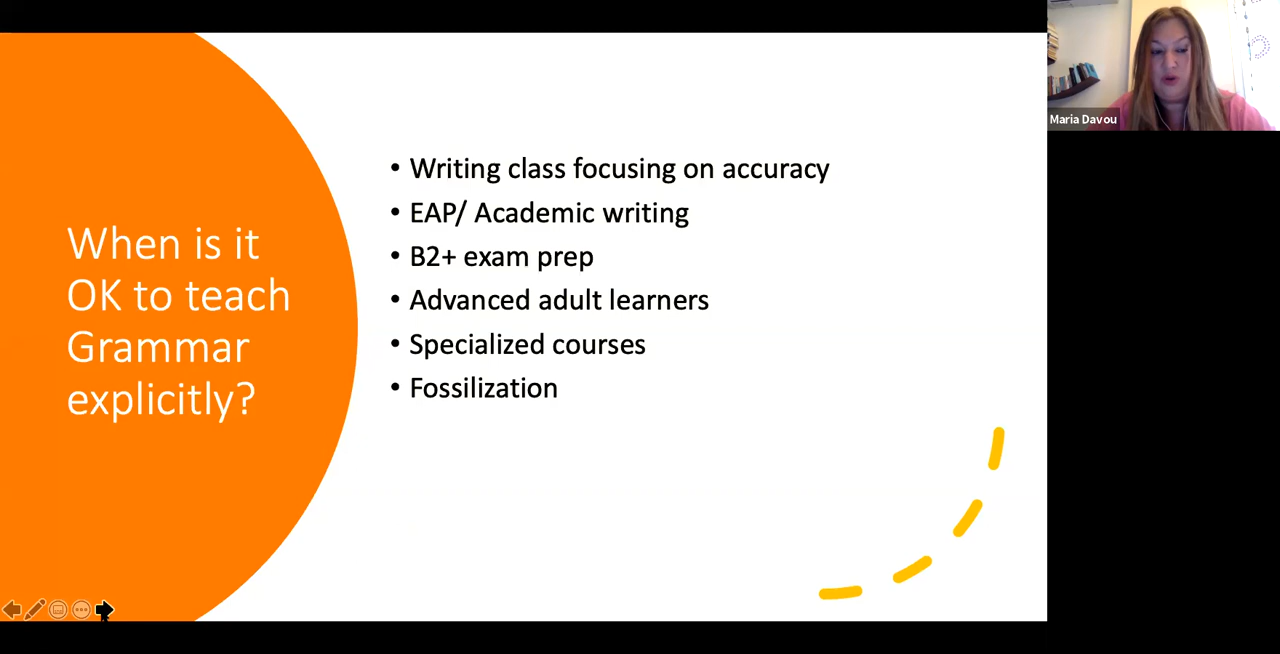 When is it
OK to teach
Grammar
explicitly?
• Writing class focusing on accuracy
• EAP/ Academic writing
• B2+ exam prep
• Advanced adult learners
• Specialized courses
• Fossilization
Maria Davou